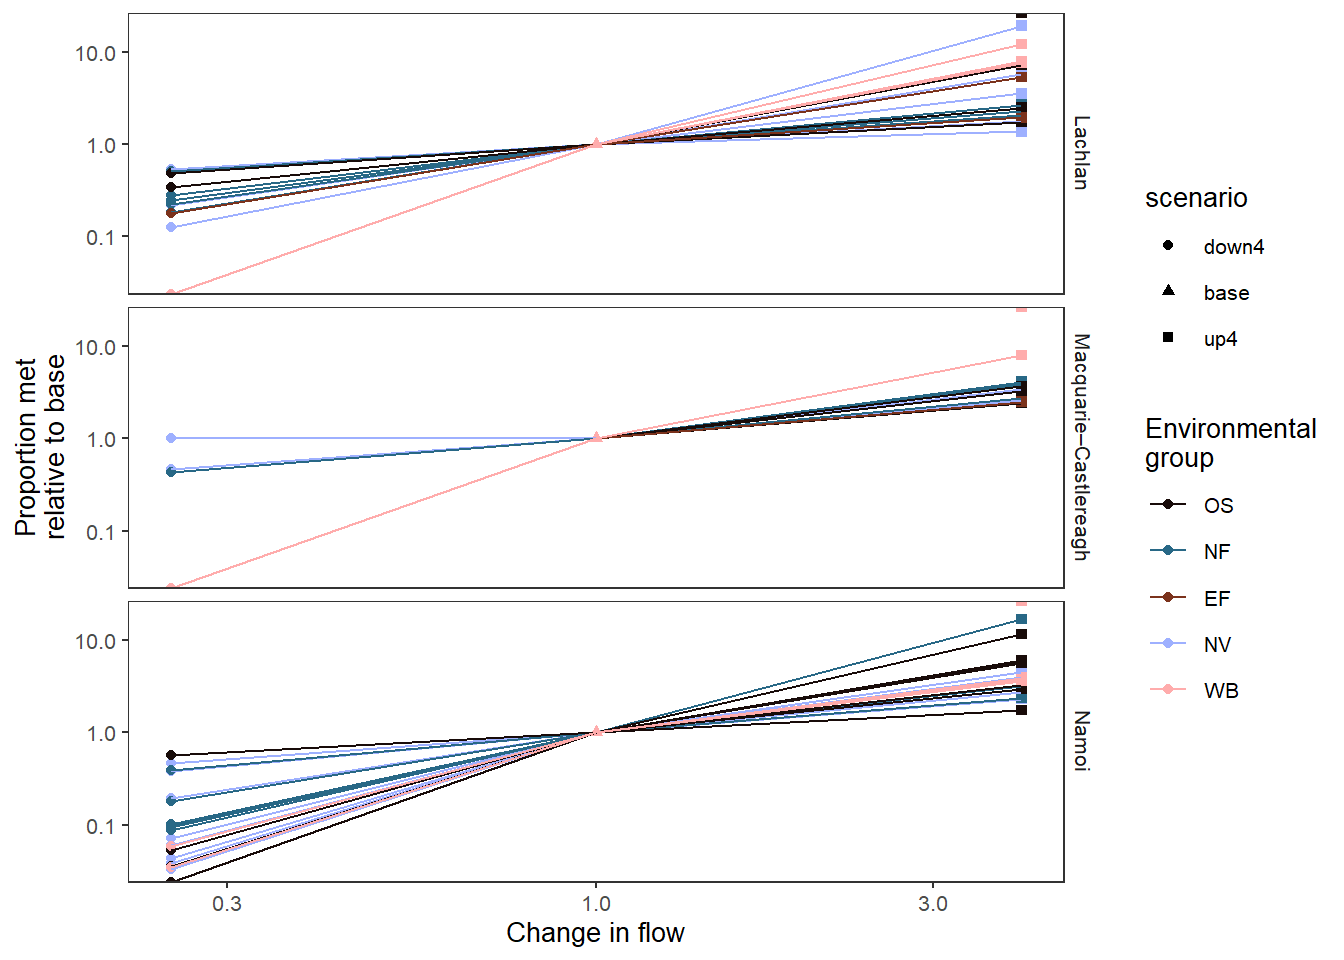 10.0
1.0
0.1
Lachlan
10.0
1.0
0.1
Macquarie–Castlereagh
10.0
1.0
0.1
Namoi
0.3
1.0
3.0
Change in flow
Proportion met
relative to base
scenario
down4
base
up4
Environmental
group
OS
NF
EF
NV
WB